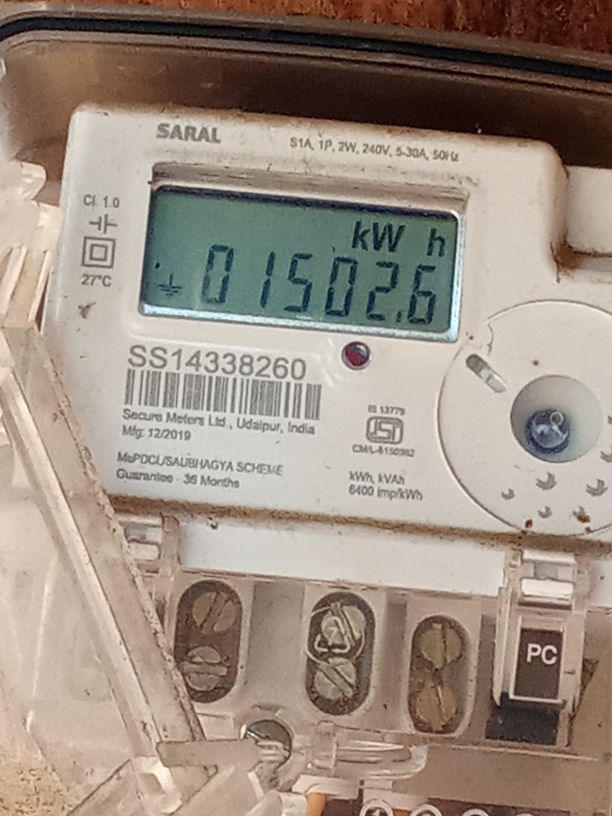 SARAL
S1A, 1P, 2W, 240V, 5-30A, 50Hz
Cl. 1.0
27°C
kW h
01502.6
SS14338260
Secure Meters Ltd., Udaipur, India
Mfg: 12/2019
MePDCL/SAUBHAGYA SCHEME
Guarantee - 36 Months
IS 13779
CM/L-8150382
kWh, kVAh
6400 imp/kWh
PC